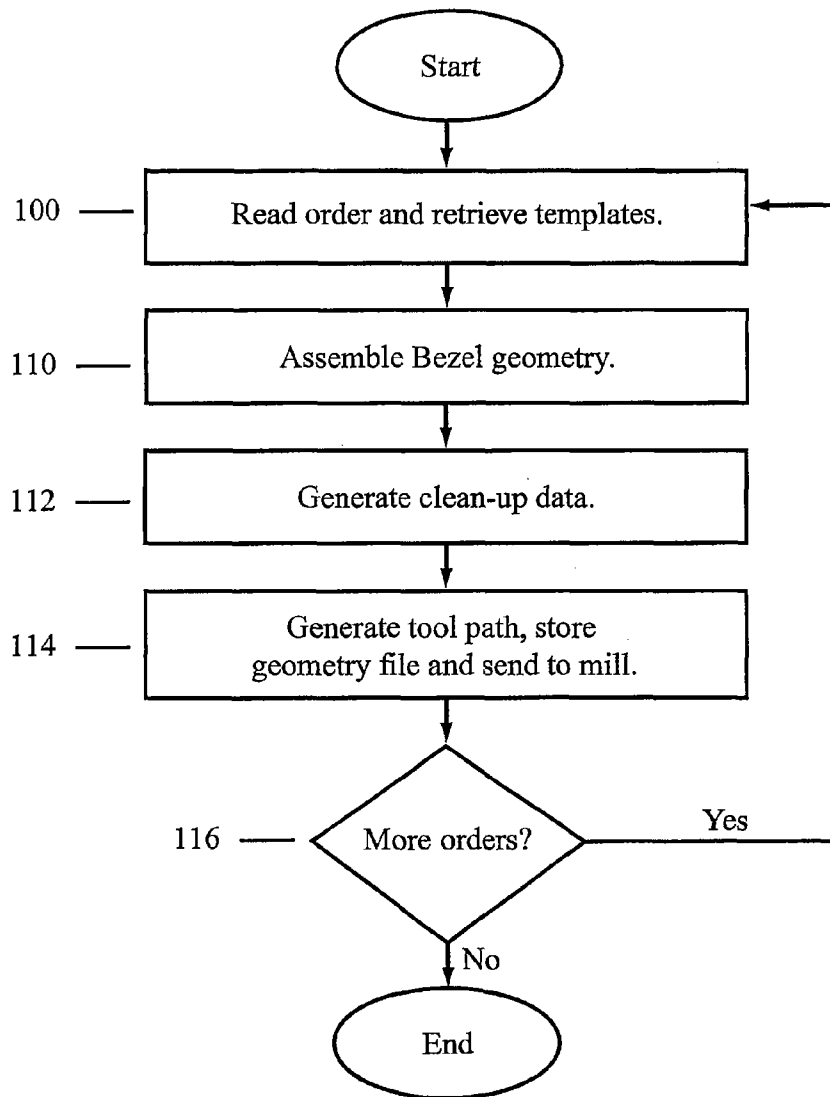 Start
100
Read order and retrieve templates.
110
Assemble Bezel geometry.
112
Generate clean-up data.
114
Generate tool path, store
geometry file and send to mill.
116
More orders?
Yes
No
End